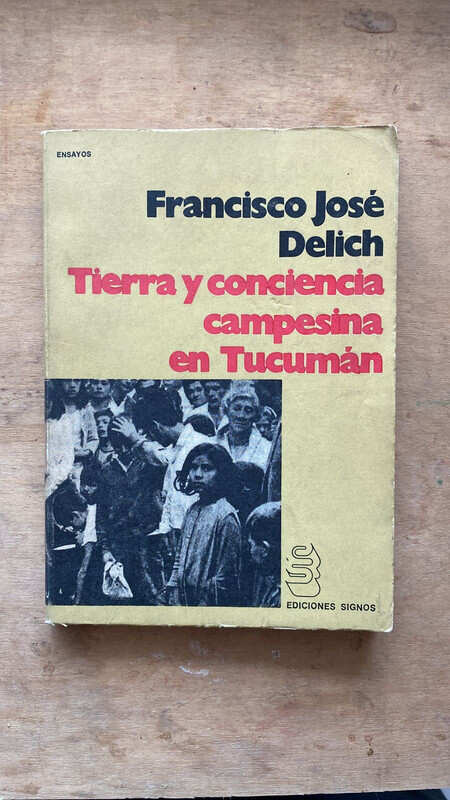 ENSAYOS
Francisco José
Delich
Tierra y conciencia
campesina
en Tucumán
EDICIONES SIGNOS